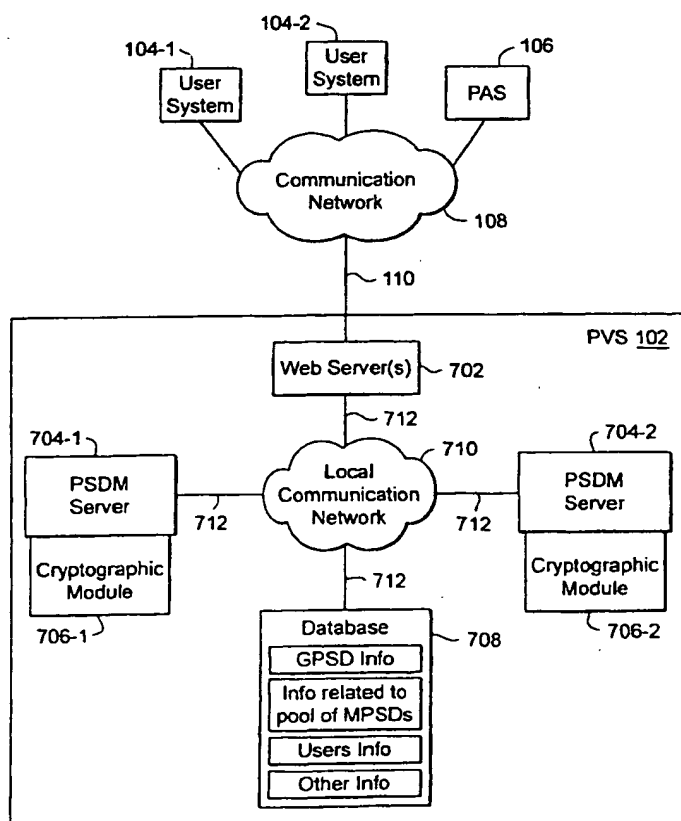 104-1
104-2
106
User
System
User
System
PAS
Communication
Network
108
110
PVS 102
Web Server(s)
702
712
704-1
710
704-2
PSDM
Server
Local
Communication
Network
PSDM
Server
712
712
Cryptographic
Module
712
Cryptographic
Module
706-1
706-2
Database
708
GPSD Info
Info related to
pool of MPSDs
Users Info
Other Info